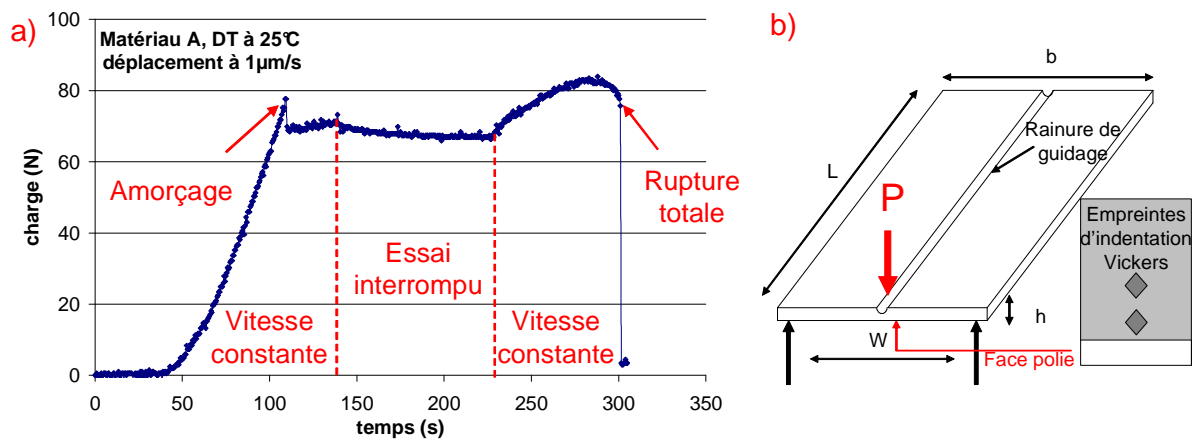 a)
100
80
60
40
20
0
charge (N)
Matériau A, DT à 25℃
déplacement à 1µm/s
Amorçage
Rupture
totale
Essai
interrompu
Vitesse
constante
Vitesse
constante
0
50
100
150
200
250
300
350
temps (s)
b)
b
Rainure de
guidage
L
P
Empreintes
d'indentation
Vickers
h
W
Face polie